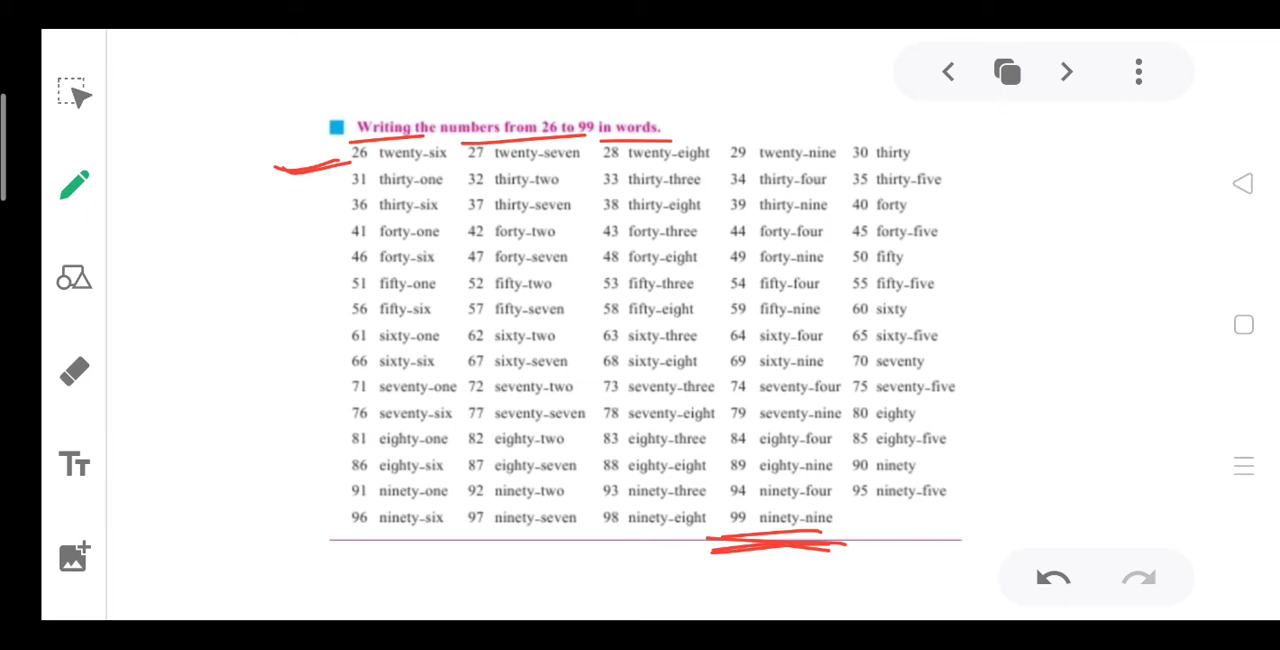 Writing the numbers from 26 to 99 in words.
26 twenty-six 27 twenty-seven 28 twenty-eight 29 twenty-nine 30 thirty
31 thirty-one 32 thirty-two 33 thirty-three 34 thirty-four 35 thirty-five
36 thirty-six 37 thirty-seven 38 thirty-eight 39 thirty-nine 40 forty
41 forty-one 42 forty-two 43 forty-three 44 forty-four 45 forty-five
46 forty-six 47 forty-seven 48 forty-eight 49 forty-nine 50 fifty
51 fifty-one 52 fifty-two 53 fifty-three 54 fifty-four 55 fifty-five
56 fifty-six 57 fifty-seven 58 fifty-eight 59 fifty-nine 60 sixty
61 sixty-one 62 sixty-two 63 sixty-three 64 sixty-four 65 sixty-five
66 sixty-six 67 sixty-seven 68 sixty-eight 69 sixty-nine 70 seventy
71 seventy-one 72 seventy-two 73 seventy-three 74 seventy-four 75 seventy-five
76 seventy-six 77 seventy-seven 78 seventy-eight 79 seventy-nine 80 eighty
81 eighty-one 82 eighty-two 83 eighty-three 84 eighty-four 85 eighty-five
86 eighty-six 87 eighty-seven 88 eighty-eight 89 eighty-nine 90 ninety
91 ninety-one 92 ninety-two 93 ninety-three 94 ninety-four 95 ninety-five
96 ninety-six 97 ninety-seven 98 ninety-eight 99 ninety-nine
TT